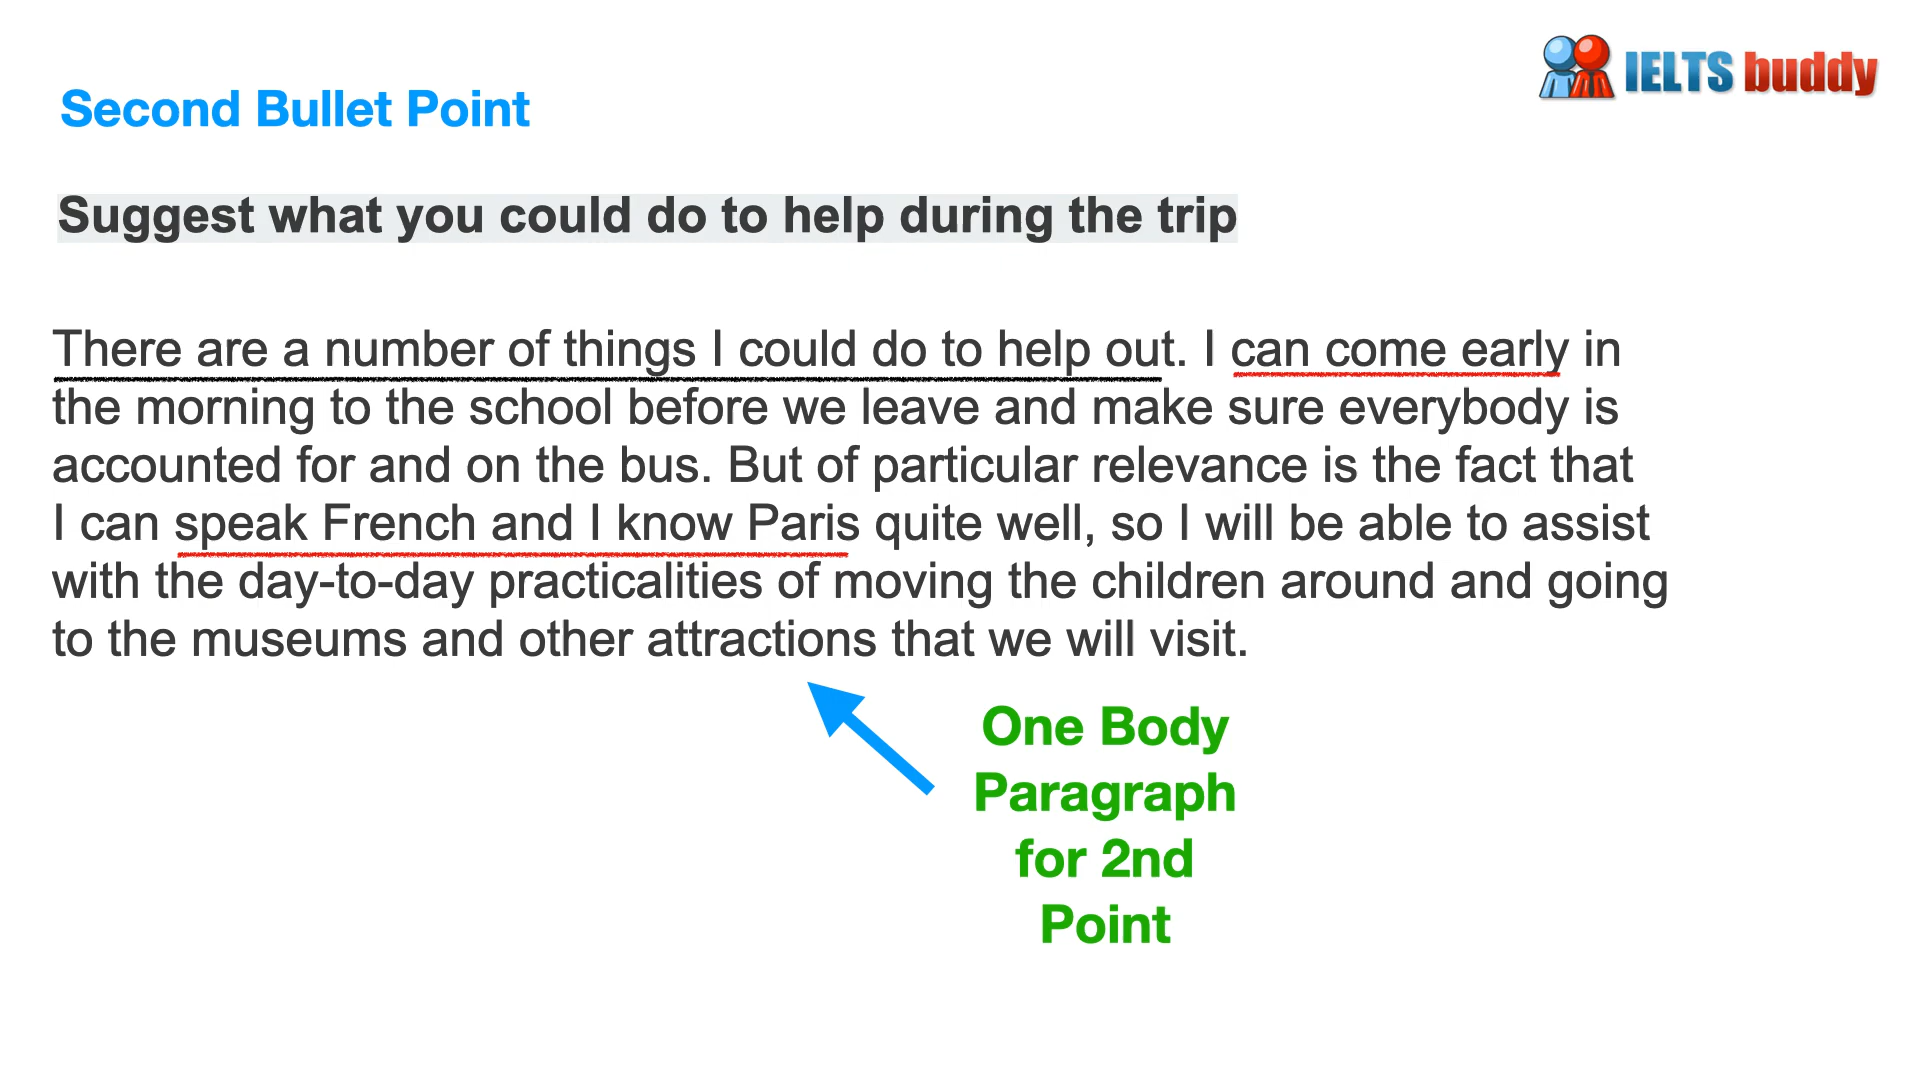 IELTS buddy
Second Bullet Point
Suggest what you could do to help during the trip
There are a number of things I could do to help out. I can come early in
the morning to the school before we leave and make sure everybody is
accounted for and on the bus. But of particular relevance is the fact that
I can speak French and I know Paris quite well, so I will be able to assist
with the day-to-day practicalities of moving the children around and going
to the museums and other attractions that we will visit.
One Body
Paragraph
for 2nd
Point